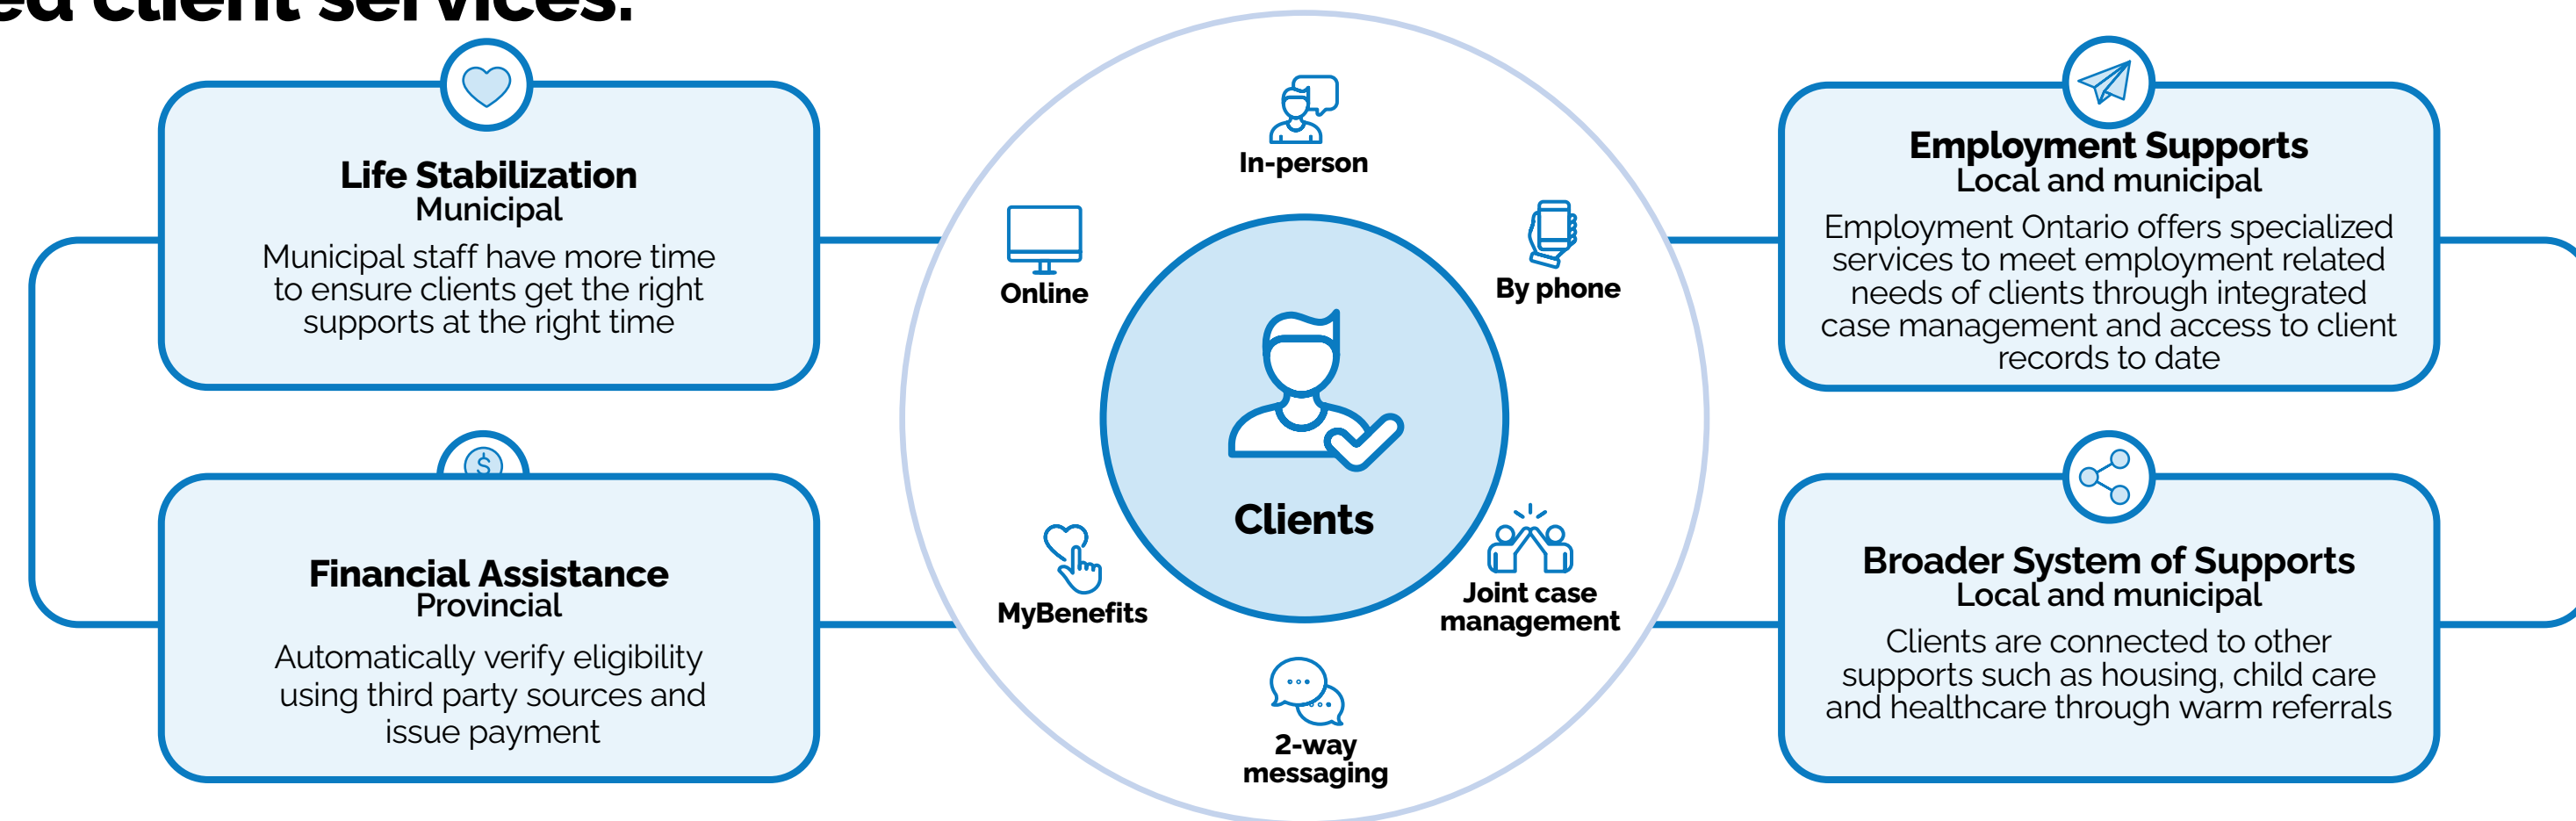 client services.
Life Stabilization
Municipal
Municipal staff have more time
to ensure clients get the right
supports at the right time
Financial Assistance
Provincial
Automatically verify eligibility
using third party sources and
issue payment
In-person
Online
By phone
Clients
MyBenefits
Joint case
management
2-way
messaging
Employment Supports
Local and municipal
Employment Ontario offers specialized
services to meet employment related
needs of clients through integrated
case management and access to client
records to date
Broader System of Supports
Local and municipal
Clients are connected to other
supports such as housing, child care
and healthcare through warm referrals